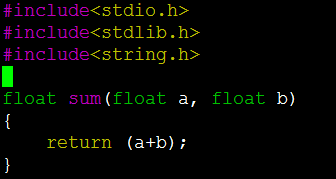 #include<stdio.h>
#include<stdlib.h>
#include<string.h>
float sum(float a, float b)
{
    return (a+b);
}